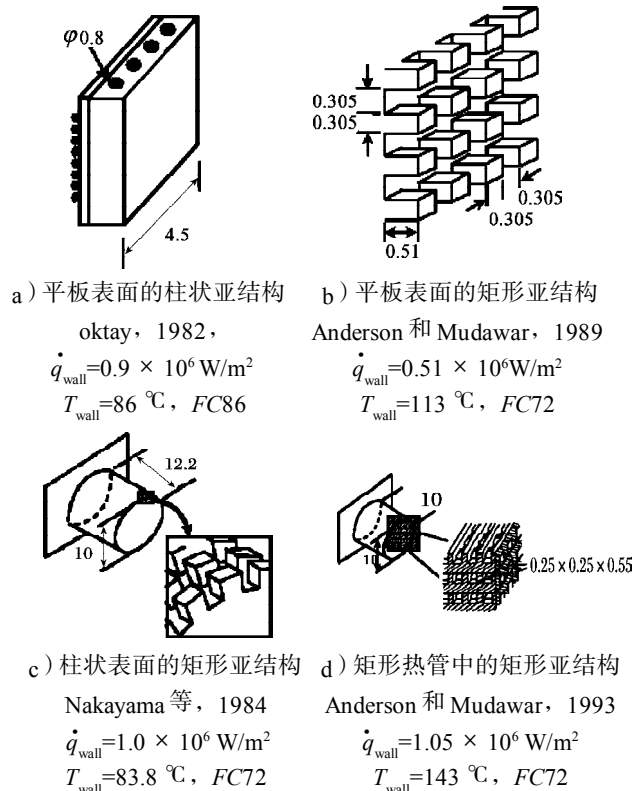 φ0.8
4.5
0.305
0.305
0.305
0.305
0.51
a）平板表面的柱状亚结构
oktay，1982，
q̇wall=0.9 × 10⁶ W/m²
Twall=86 ℃，FC86
b）平板表面的矩形亚结构
Anderson 和 Mudawar，1989
q̇wall=0.51 × 10⁶W/m²
Twall=113 ℃，FC72
12.2
10
c）柱状表面的矩形亚结构
Nakayama 等，1984
q̇wall=1.0 × 10⁶ W/m²
Twall=83.8 ℃，FC72
10
10
0.25x0.25x0.55
d）矩形热管中的矩形亚结构
Anderson 和 Mudawar，1993
q̇wall=1.05 × 10⁶ W/m²
Twall=143 ℃，FC72